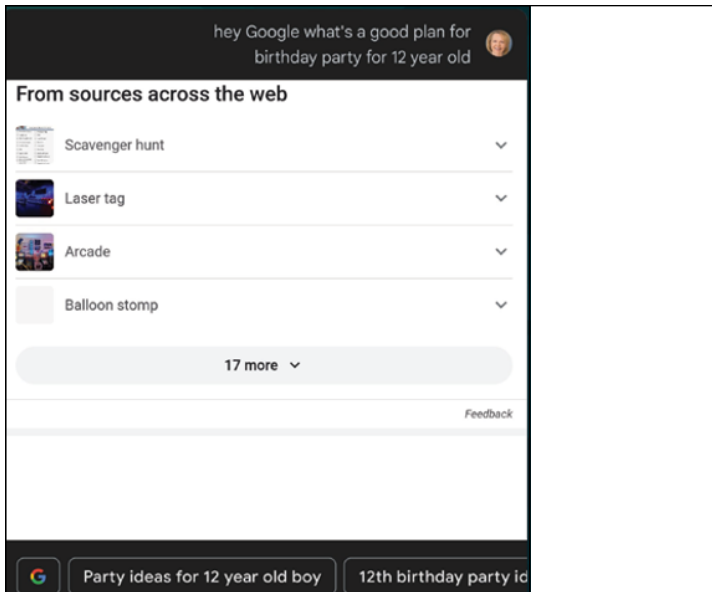 hey Google what's a good plan for
birthday party for 12 year old
From sources across the web
Scavenger hunt
Laser tag
Arcade
Balloon stomp
17 more
Feedback
Party ideas for 12 year old boy
12th birthday party id